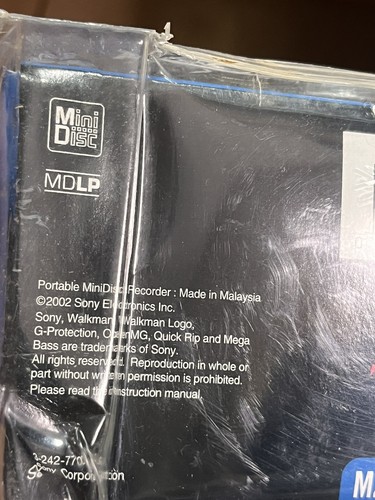 Mini
Disc
MDLP
Portable MiniDisc Recorder : Made in Malaysia
©2002 Sony Electronics Inc.
Sony, Walkman, Walkman Logo,
G-Protection, OpenMG, Quick Rip and Mega
Bass are trademarks of Sony.
All rights reserved. Reproduction in whole or
part without written permission is prohibited.
Please read the instruction manual.
-242-770
Sony Corporation